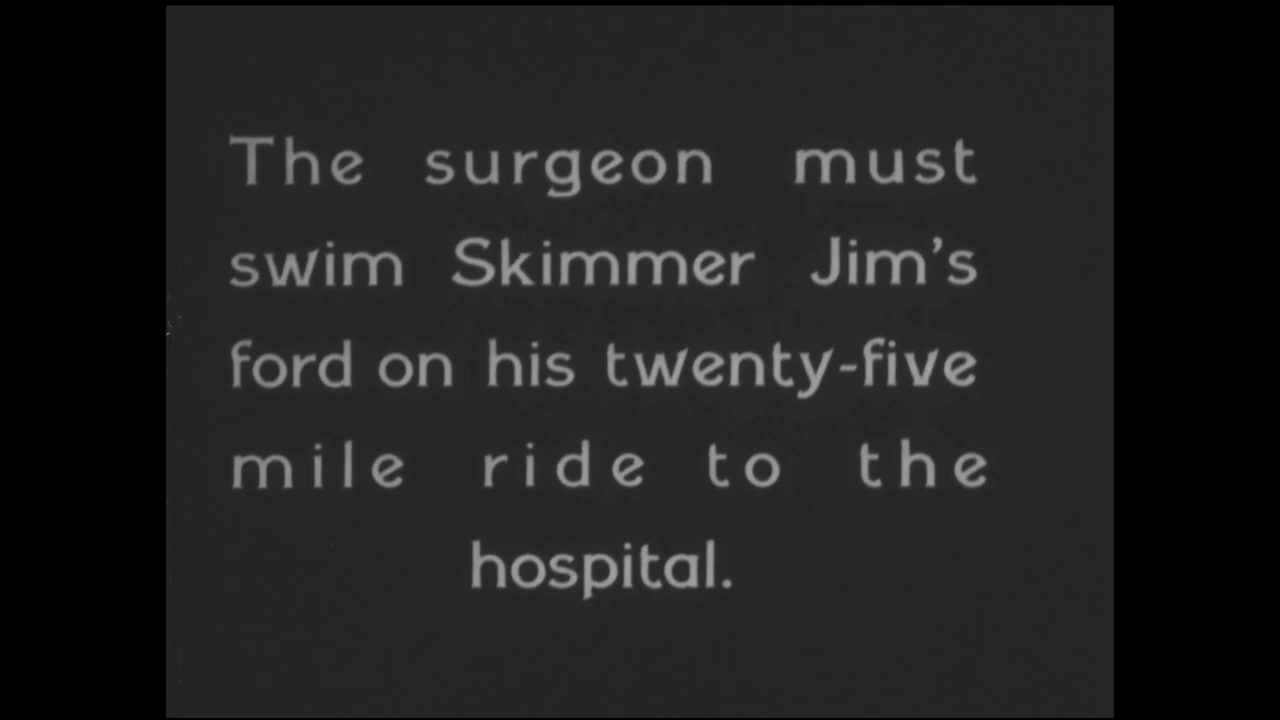 The surgeon must
swim Skimmer Jim's
ford on his twenty-five
mile ride to the
hospital.